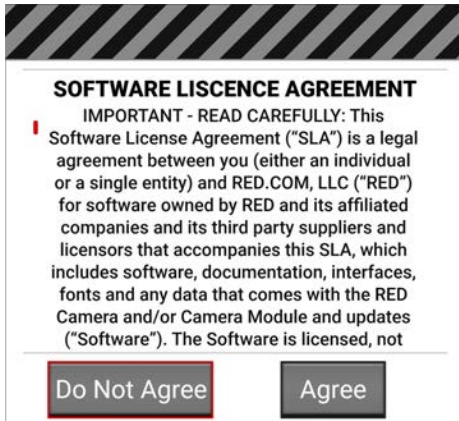 SOFTWARE LISCENCE AGREEMENT
IMPORTANT - READ CAREFULLY: This
Software License Agreement (“SLA”) is a legal
agreement between you (either an individual
or a single entity) and RED.COM, LLC (“RED”)
for software owned by RED and its affiliated
companies and its third party suppliers and
licensors that accompanies this SLA, which
includes software, documentation, interfaces,
fonts and any data that comes with the RED
Camera and/or Camera Module and updates
(“Software”). The Software is licensed, not
Do Not Agree
Agree